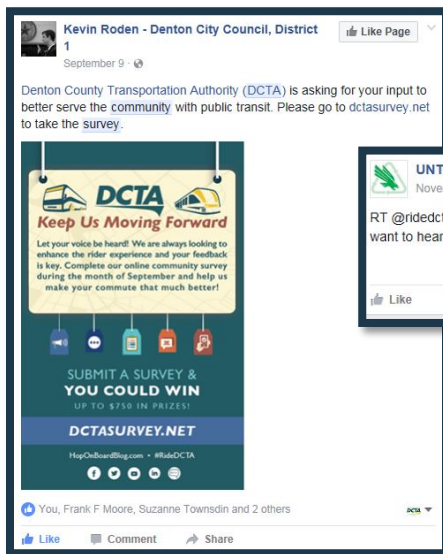 Kevin Roden - Denton City Council, District
1
Like Page
September 9 ·
Denton County Transportation Authority (DCTA) is asking for your input to
better serve the community with public transit. Please go to dctasurvey.net
to take the survey.
DCTA
Keep Us Moving Forward
Let your voice be heard! We are always looking to
enhance the rider experience and your feedback
is key. Complete our online community survey
during the month of September and help us
make your commute that much better!
SUBMIT A SURVEY &
YOU COULD WIN
UP TO $750 IN PRIZES!
DCTASURVEY.NET
HopOnBoardBlog.com • #RideDCTA
You, Frank F Moore, Suzanne Townsdin and 2 others
DCTA
Like Comment Share
UNT
Nove
RT @ridedct
want to hear
Like